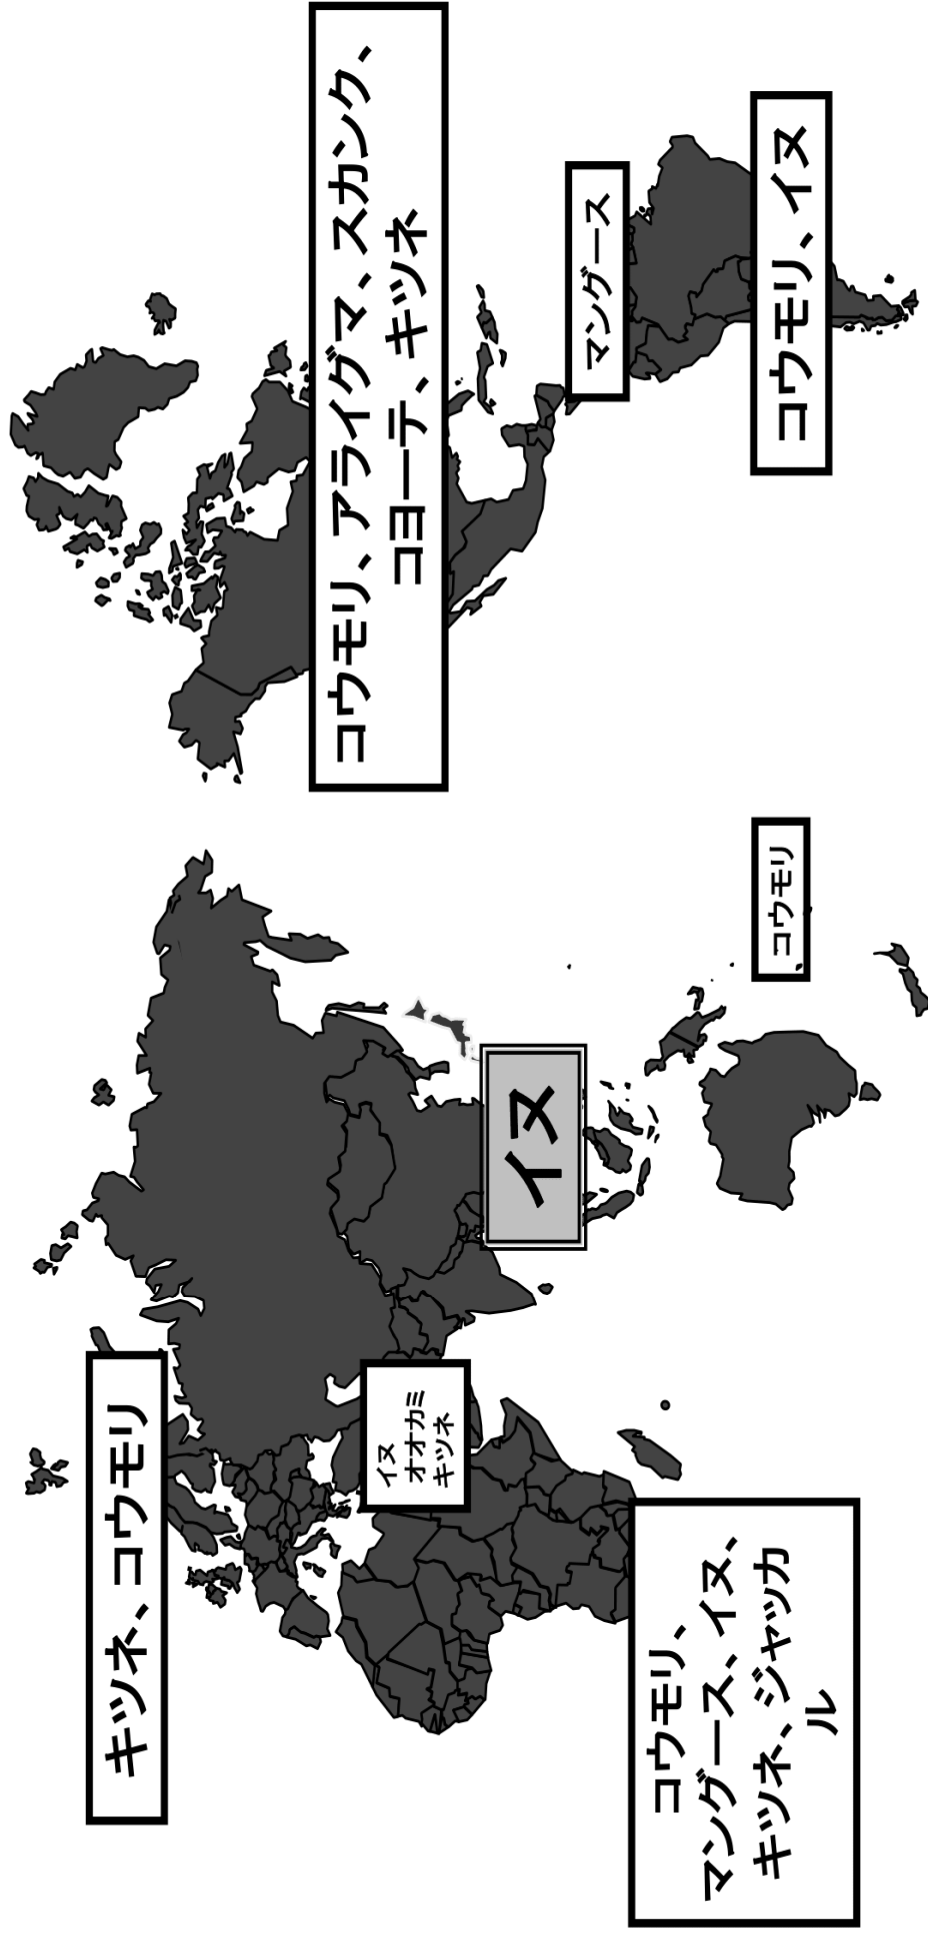 キツネ、コウモリ
イヌ
オオカミ
キツネ
コウモリ、
マングース、イヌ、
キツネ、ジャッカ
ル
イヌ
コウモリ
コウモリ、アライグマ、スカンク、
コヨーテ、キツネ
マングース
コウモリ、イヌ